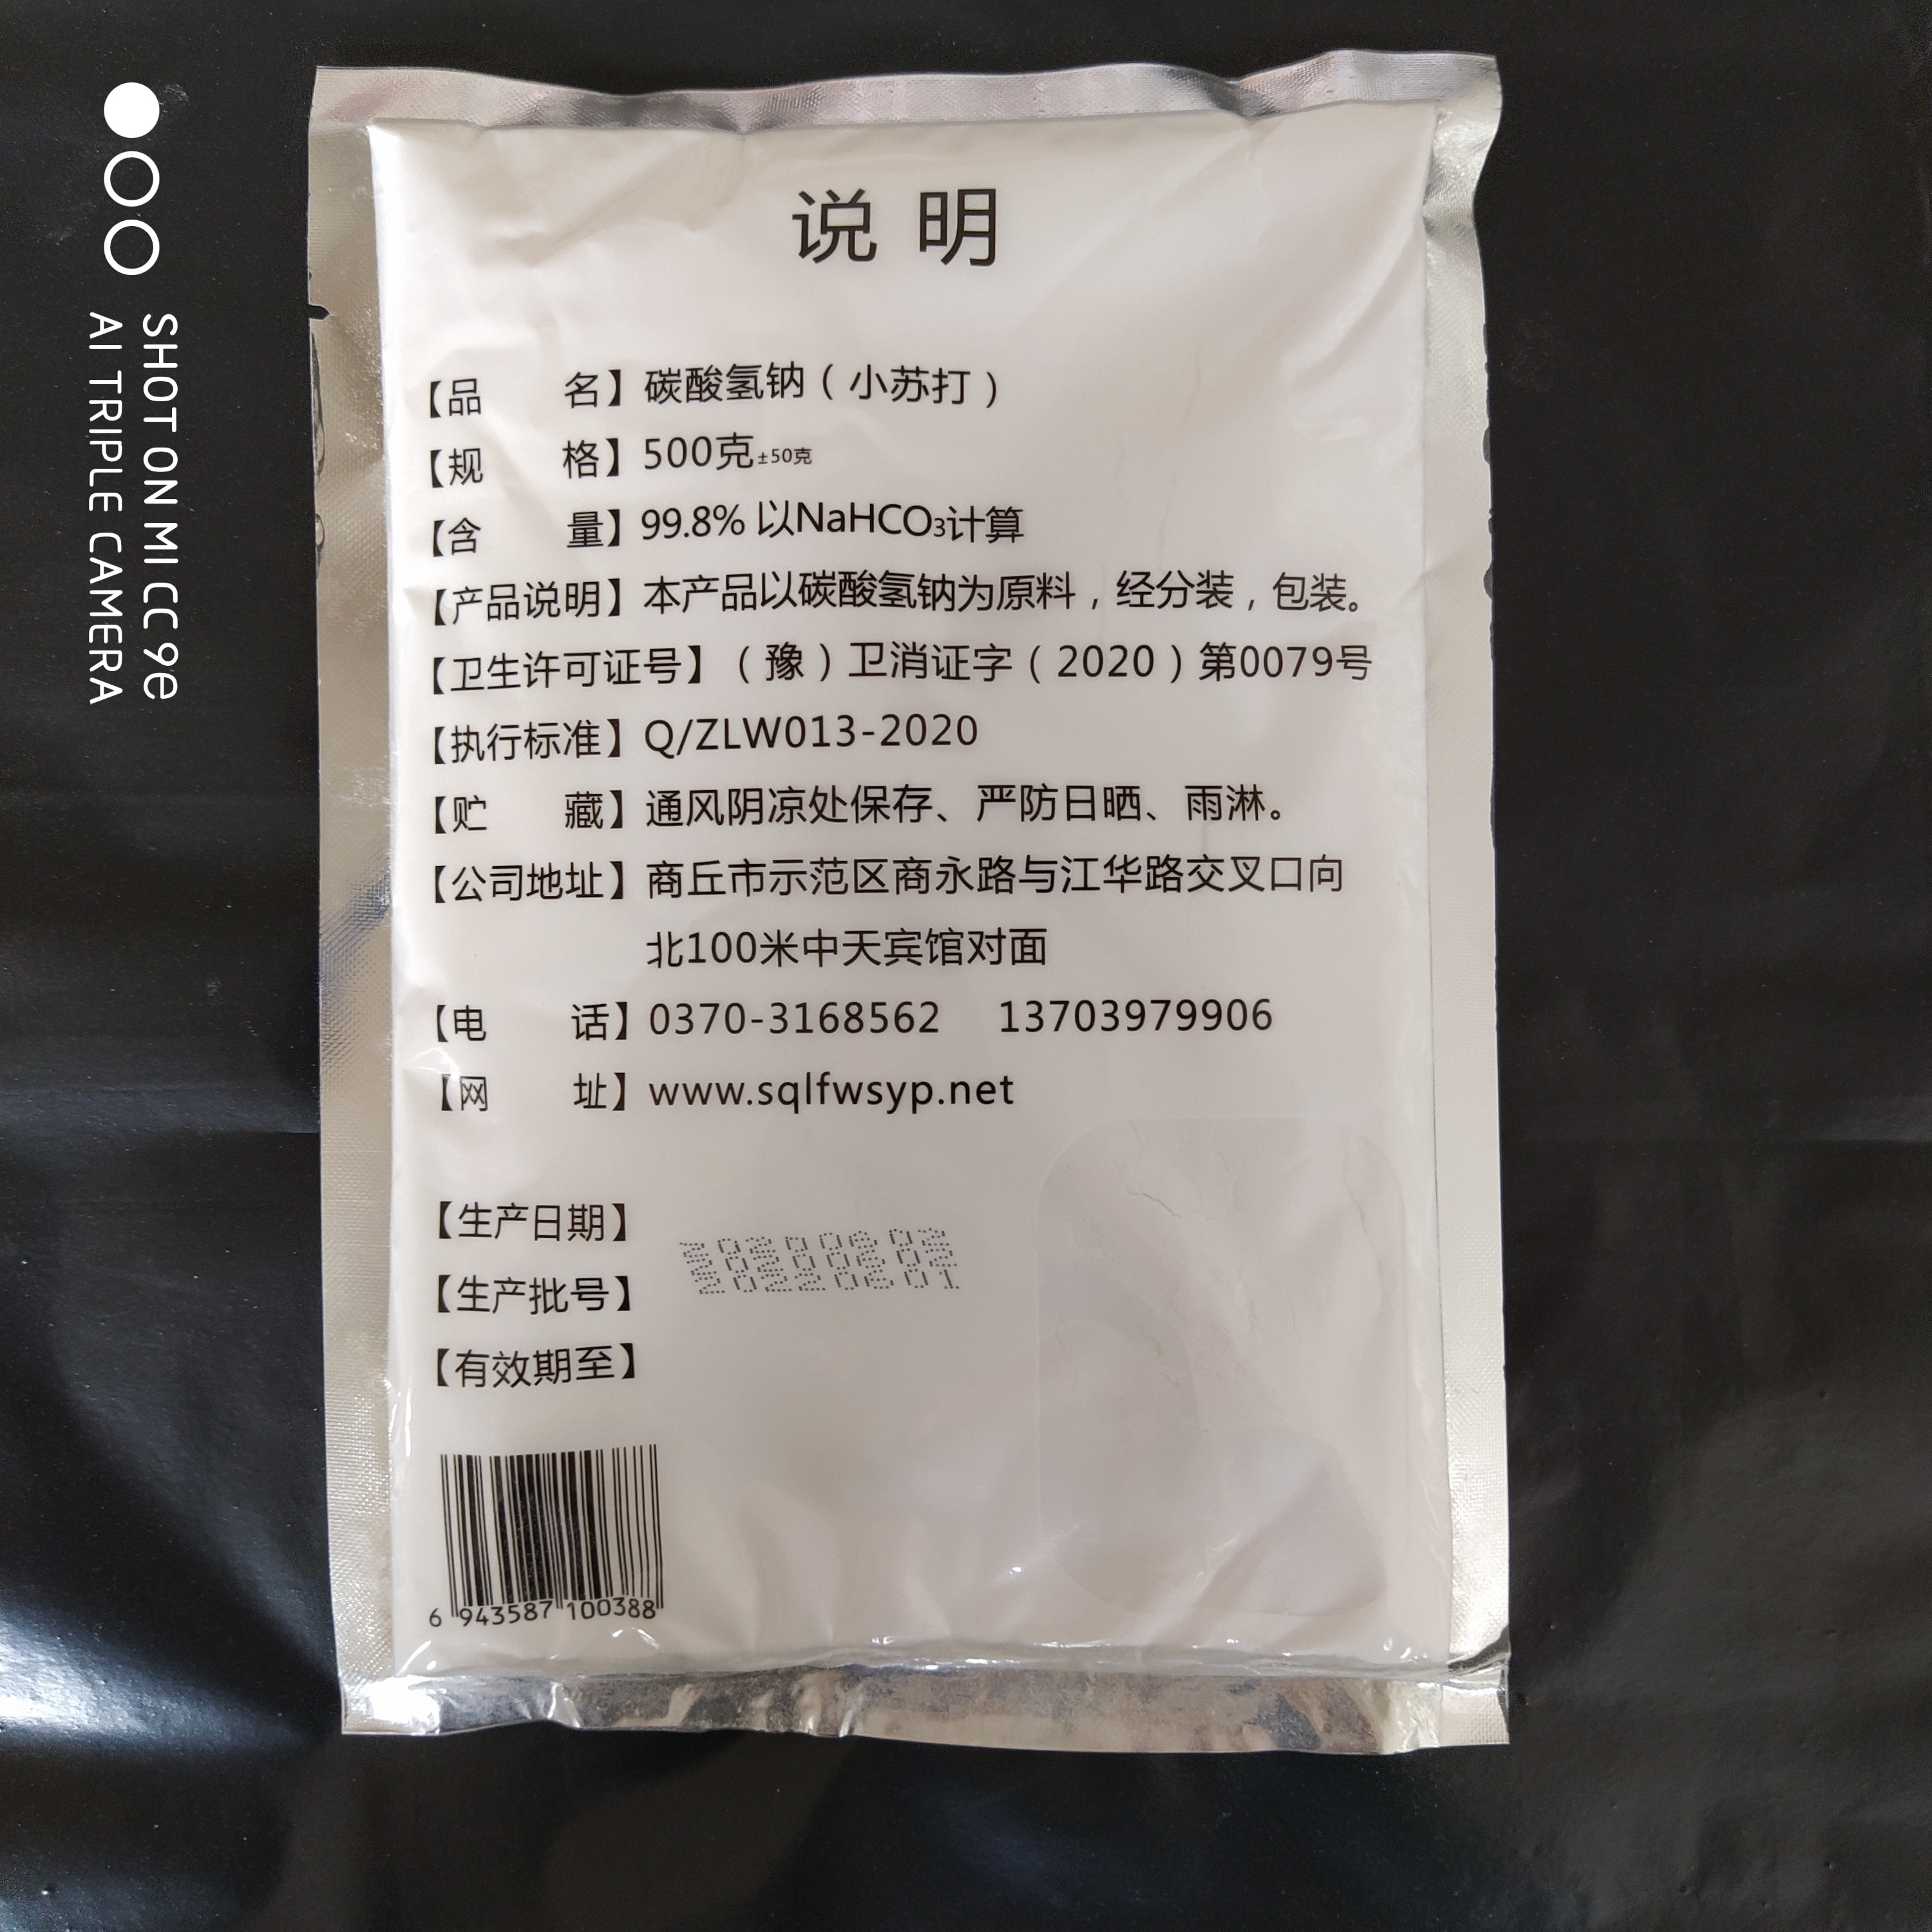 SHOT ON MI CC 9e
AI TRIPLE CAMERA
说 明
【品 名】碳酸氢钠（小苏打）
【规 格】500克±50克
【含 量】99.8% 以NaHCO₃计算
【产品说明】本产品以碳酸氢钠为原料，经分装，包装。
【卫生许可证号】（豫）卫消证字（2020）第0079号
【执行标准】Q/ZLW013-2020
【贮 藏】通风阴凉处保存、严防日晒、雨淋。
【公司地址】商丘市示范区商永路与江华路交叉口向
北100米中天宾馆对面
【电 话】0370-3168562 13703979906
【网 址】www.sqlfwsyp.net
【生产日期】
【生产批号】
【有效期至】
6 943587 100388